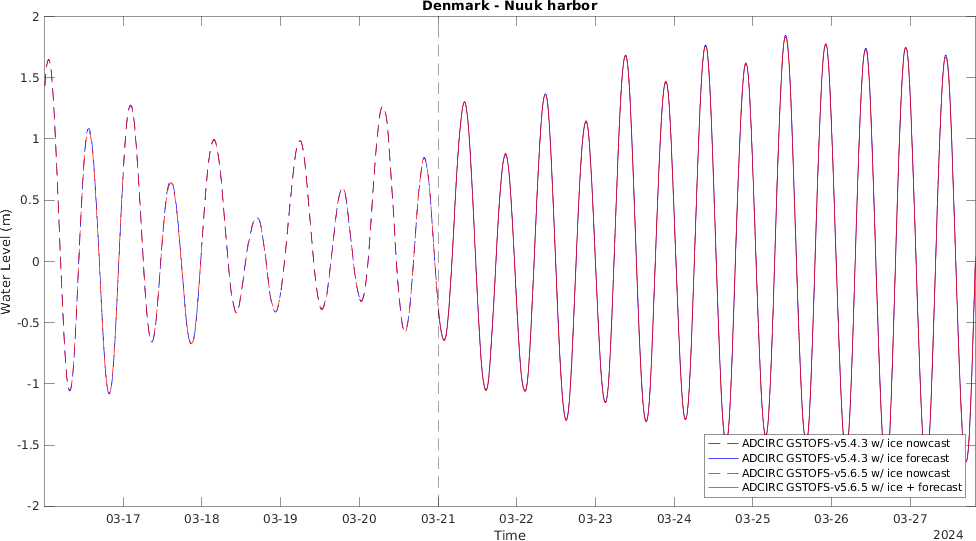 Denmark - Nuuk harbor
2
1.5
1
0.5
0
-0.5
-1
-1.5
-2
Water Level (m)
ADCIRC GSTOFS-v5.4.3 w/ ice nowcast
ADCIRC GSTOFS-v5.4.3 w/ ice forecast
ADCIRC GSTOFS-v5.6.5 w/ ice nowcast
ADCIRC GSTOFS-v5.6.5 w/ ice + forecast
03-17 03-18 03-19 03-20 03-21 03-22 03-23 03-24 03-25 03-26 03-27
Time
2024